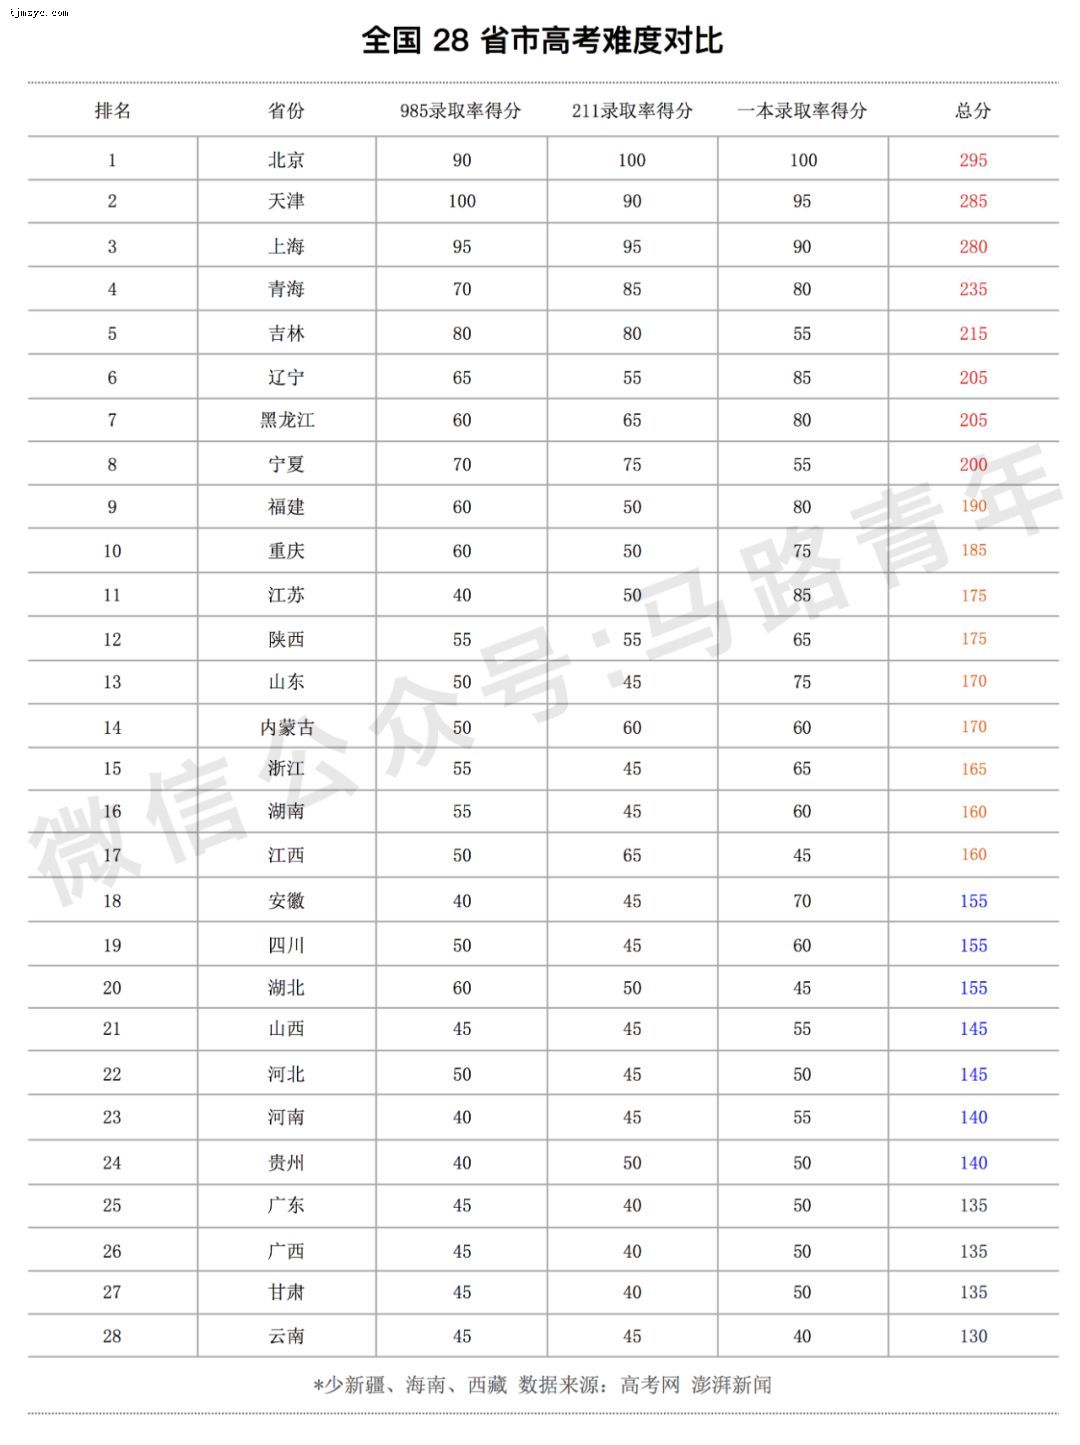 tjmzyc.com
全国 28 省市高考难度对比
排名 省份 985录取率得分 211录取率得分 一本录取率得分 总分
1 北京 90 100 100 295
2 天津 100 90 95 285
3 上海 95 95 90 280
4 青海 70 85 80 235
5 吉林 80 80 55 215
6 辽宁 65 55 85 205
7 黑龙江 60 65 80 205
8 宁夏 70 75 55 200
9 福建 60 50 80 190
10 重庆 60 50 75 185
11 江苏 40 50 85 175
12 陕西 55 55 65 175
13 山东 50 45 75 170
14 内蒙古 50 60 60 170
15 浙江 55 45 65 165
16 湖南 55 45 60 160
17 江西 50 65 45 160
18 安徽 40 45 70 155
19 四川 50 45 60 155
20 湖北 60 50 45 155
21 山西 45 45 55 145
22 河北 50 45 50 145
23 河南 40 45 55 140
24 贵州 40 50 50 140
25 广东 45 40 50 135
26 广西 45 40 50 135
27 甘肃 45 40 50 135
28 云南 45 45 40 130
*少新疆、海南、西藏 数据来源：高考网 澎湃新闻
微信公众号:马路青年